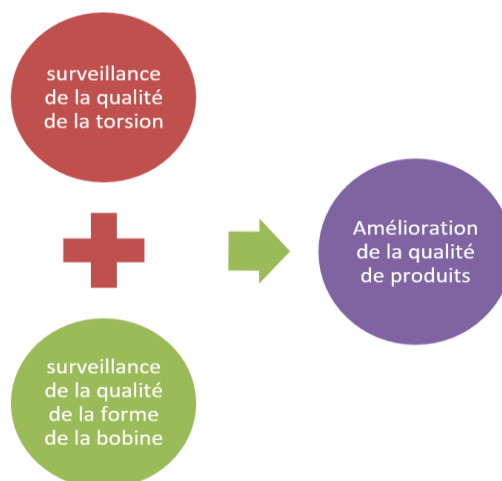 surveillance
de la qualité
de la torsion
surveillance
de la qualité
de la forme
de la bobine
Amélioration
de la qualité
de produits